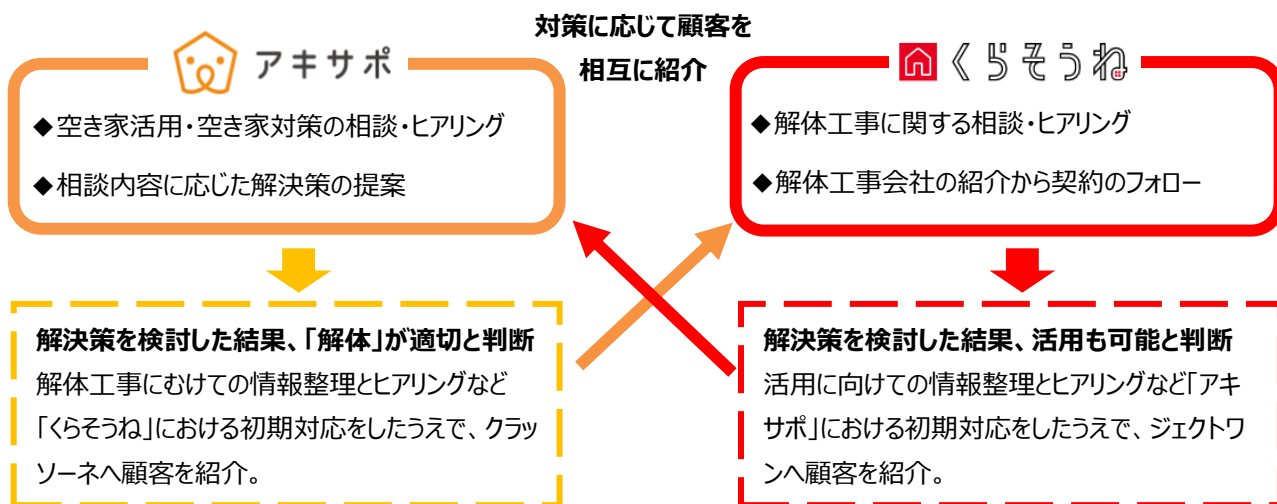 対策に応じて顧客を
相互に紹介
アキサポ
◆空き家活用・空き家対策の相談・ヒアリング
◆相談内容に応じた解決策の提案
くらそうね
◆解体工事に関する相談・ヒアリング
◆解体工事会社の紹介から契約のフォロー
解決策を検討した結果、「解体」が適切と判断
解体工事にむけての情報整理とヒアリングなど
「くらそうね」における初期対応をしたうえで、クラッ
ソーネへ顧客を紹介。
解決策を検討した結果、活用も可能と判断
活用に向けての情報整理とヒアリングなど「アキ
サポ」における初期対応をしたうえで、ジェクトワ
ンへ顧客を紹介。